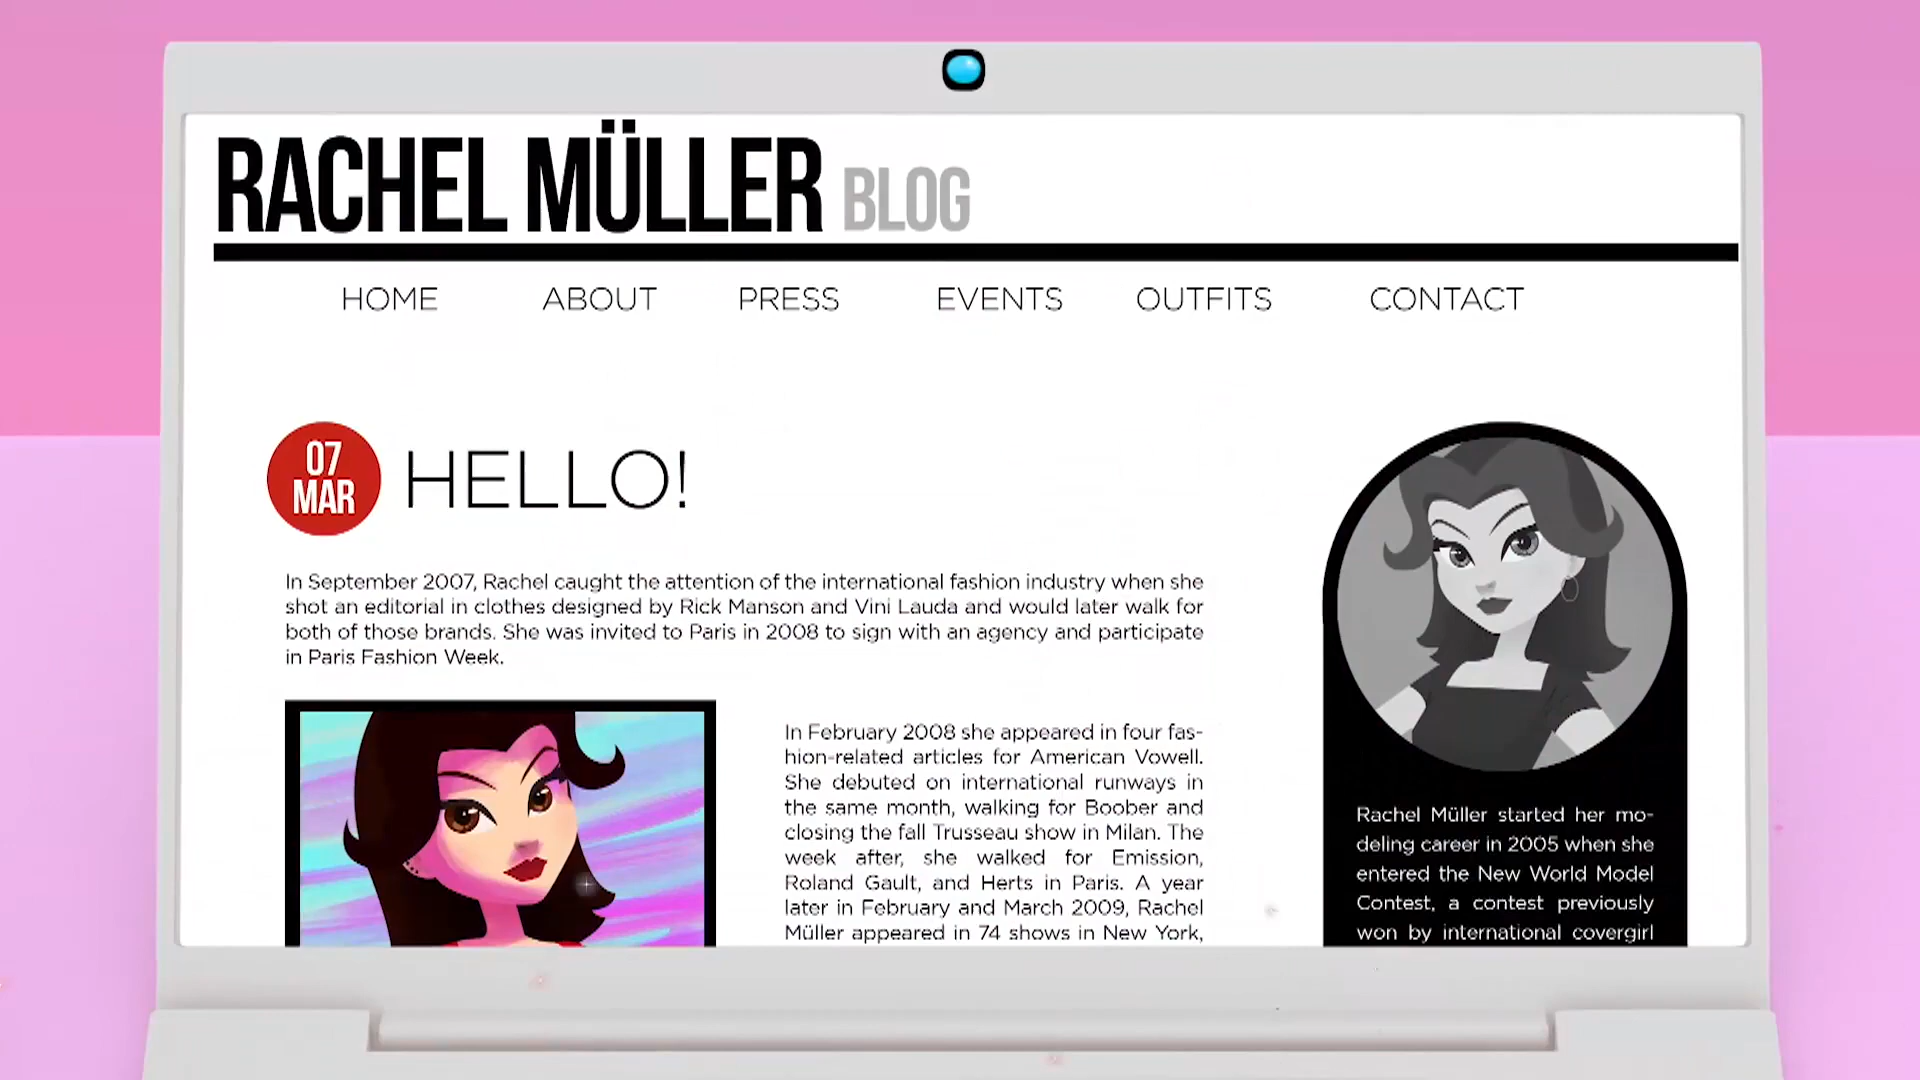 RACHEL MÜLLER BLOG
HOME ABOUT PRESS EVENTS OUTFITS CONTACT
07
MAR
HELLO!
In September 2007, Rachel caught the attention of the international fashion industry when she
shot an editorial in clothes designed by Rick Manson and Vini Lauda and would later walk for
both of those brands. She was invited to Paris in 2008 to sign with an agency and participate
in Paris Fashion Week.
In February 2008 she appeared in four fas-
hion-related articles for American Vowell.
She debuted on international runways in
the same month, walking for Boober and
closing the fall Trusseau show in Milan. The
week after, she walked for Emission,
Roland Gault, and Herts in Paris. A year
later in February and March 2009, Rachel
Müller appeared in 74 shows in New York,
Rachel Müller started her mo-
deling career in 2005 when she
entered the New World Model
Contest, a contest previously
won by international covergirl